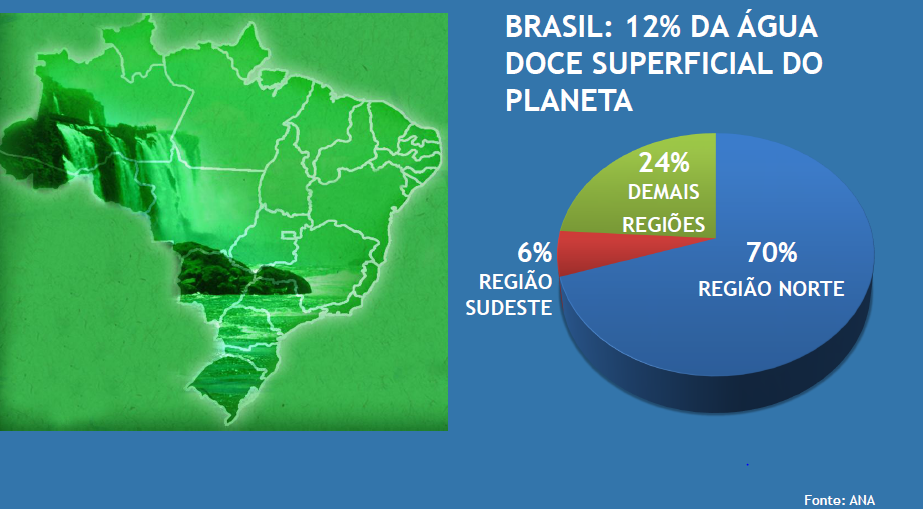 BRASIL: 12% DA ÁGUA
DOCE SUPERFICIAL DO
PLANETA
24%
DEMAIS
REGIÕES
6%
REGIÃO
SUDESTE
70%
REGIÃO NORTE
Fonte: ANA